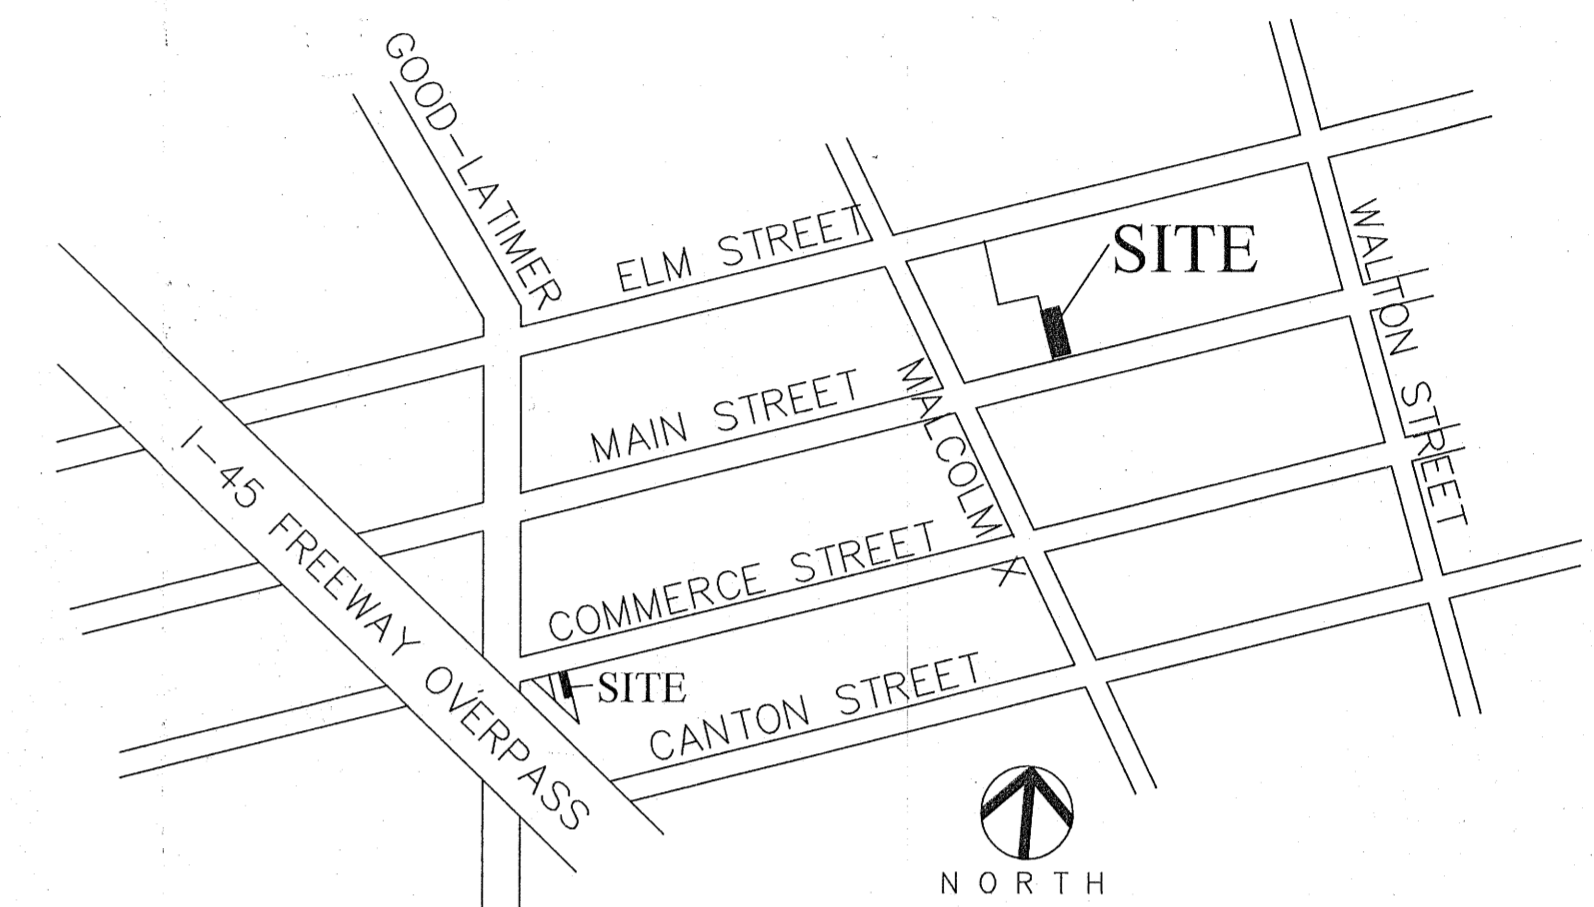 GOOD-LATIMER
ELM STREET
SITE
WALTON STREET
MAIN STREET
MALCOLM X
I-45 FREEWAY OVERPASS
COMMERCE STREET
SITE
CANTON STREET
NORTH